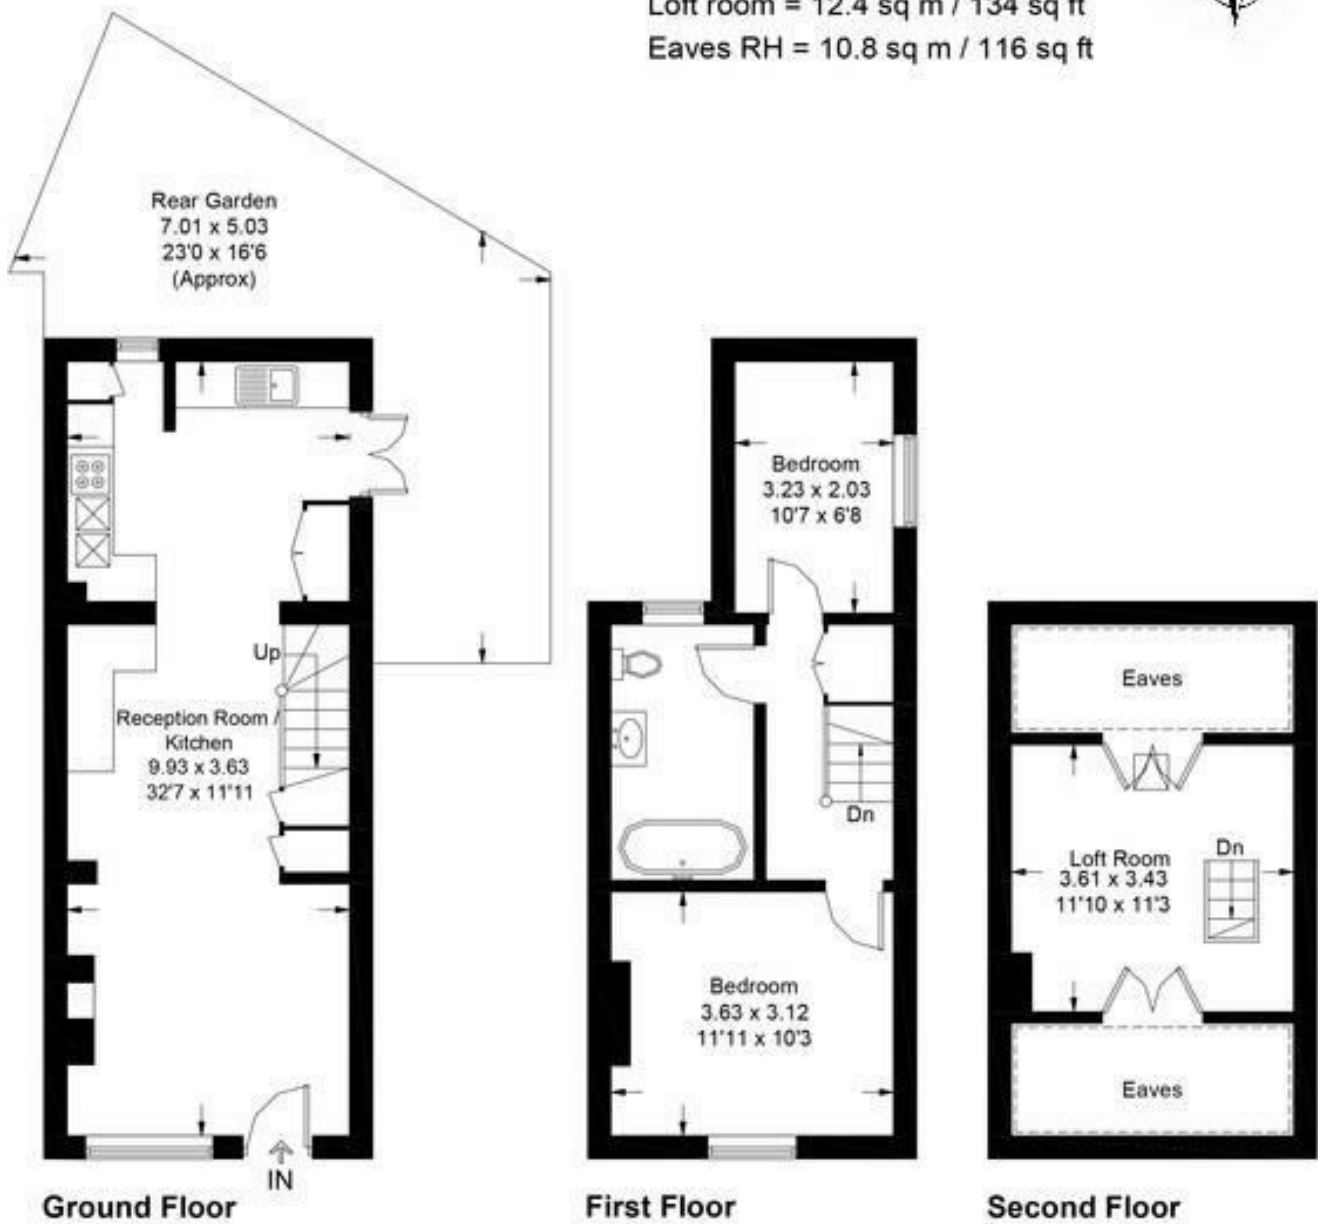 Loft room = 12.4 sq m / 134 sq ft
Eaves RH = 10.8 sq m / 116 sq ft
Rear Garden
7.01 x 5.03
23'0 x 16'6
(Approx)
Up
Reception Room /
Kitchen
9.93 x 3.63
32'7 x 11'11
IN
Ground Floor
Bedroom
3.23 x 2.03
10'7 x 6'8
Dn
Bedroom
3.63 x 3.12
11'11 x 10'3
First Floor
Eaves
Loft Room
3.61 x 3.43
11'10 x 11'3
Dn
Eaves
Second Floor